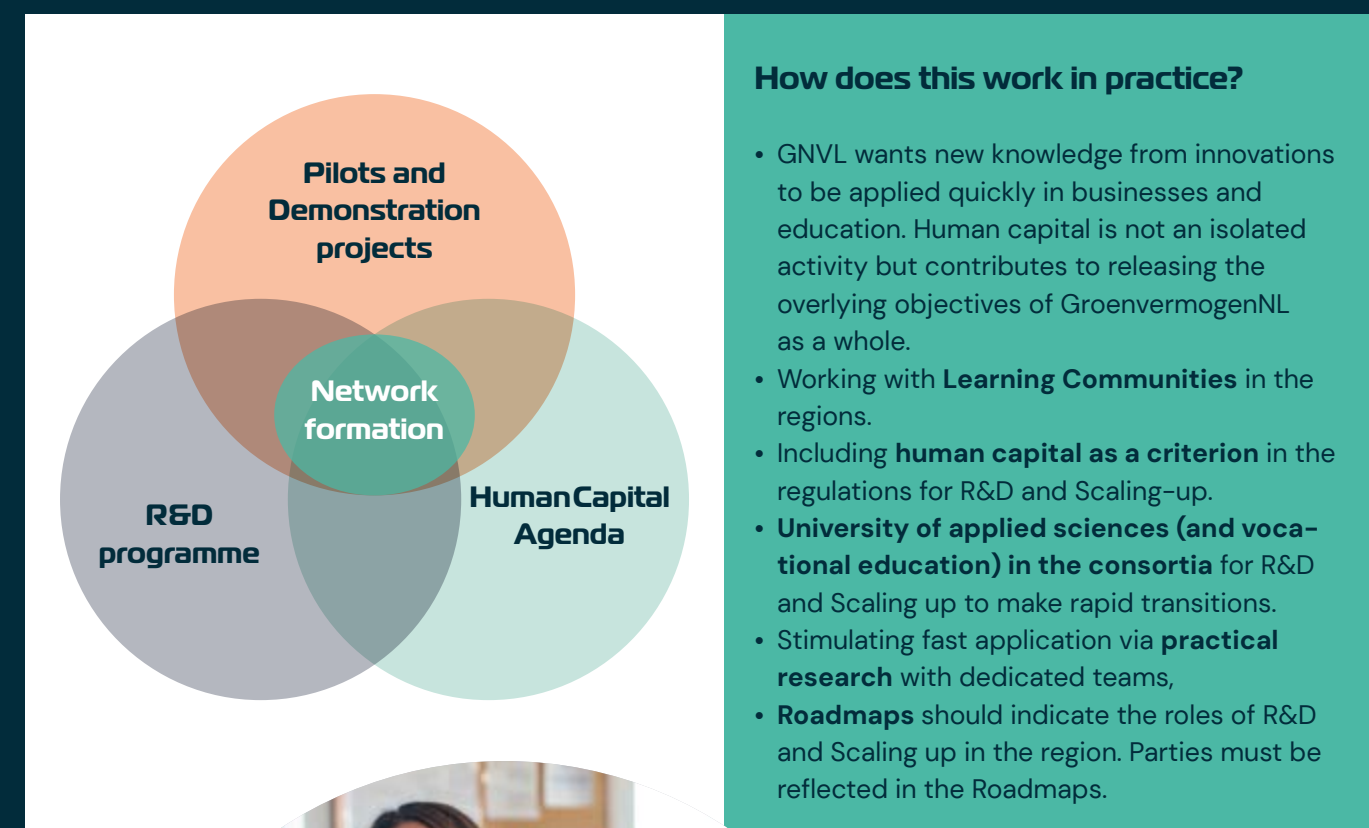 Pilots and
Demonstration
projects
Network
formation
R&D
programme
Human Capital
Agenda
How does this work in practice?
• GNVL wants new knowledge from innovations
to be applied quickly in businesses and
education. Human capital is not an isolated
activity but contributes to releasing the
overlying objectives of GroenvermogenNL
as a whole.
• Working with Learning Communities in the
regions.
• Including human capital as a criterion in the
regulations for R&D and Scaling-up.
• University of applied sciences (and voca-
tional education) in the consortia for R&D
and Scaling up to make rapid transitions.
• Stimulating fast application via practical
research with dedicated teams,
• Roadmaps should indicate the roles of R&D
and Scaling up in the region. Parties must be
reflected in the Roadmaps.